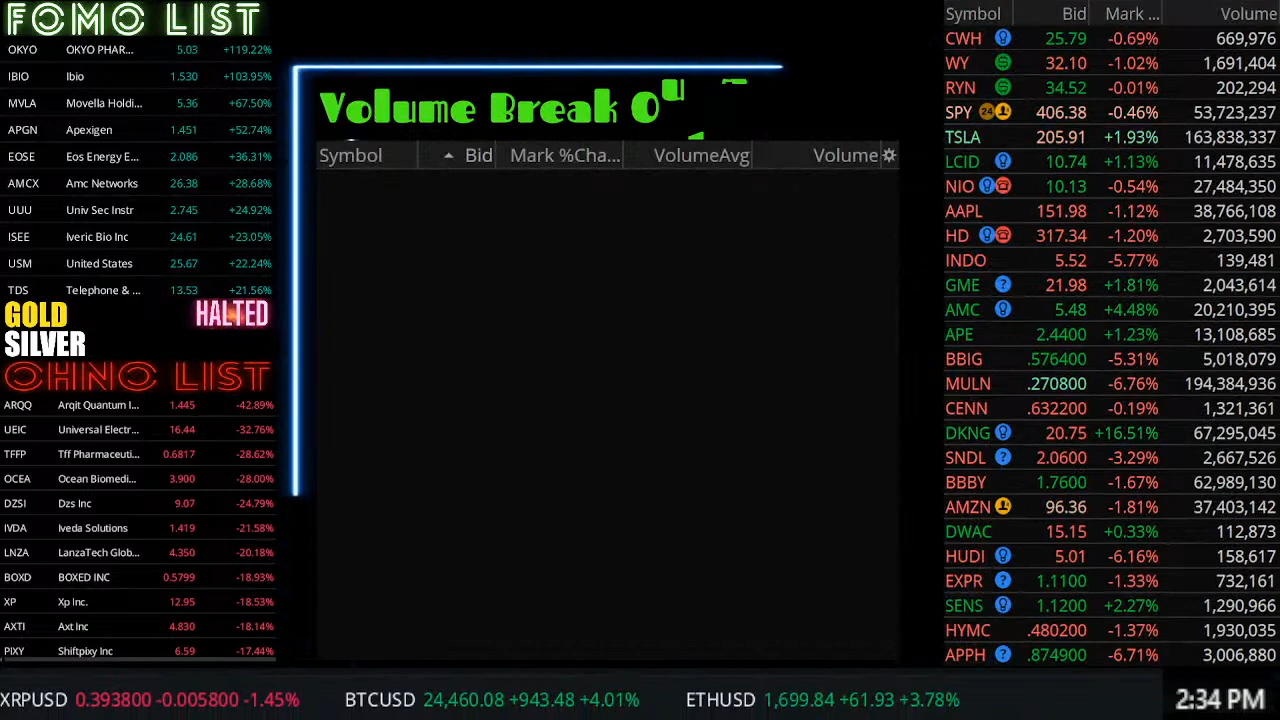 FOMO LIST
OKYO OKYO PHAR... 5.03 +119.22%
IBIO Ibio 1.530 +103.95%
MVLA Movella Holdi... 5.36 +67.50%
APGN Apexigen 1.451 +52.74%
EOSE Eos Energy E... 2.086 +36.31%
AMCX Amc Networks 26.38 +28.68%
UUU Univ Sec Instr 2.745 +24.92%
ISEE Iveric Bio Inc 24.61 +23.05%
USM United States 25.67 +22.24%
TDS Telephone & ... 13.53 +21.56%
GOLD HALTED
SILVER
OHNO LIST
ARQQ Arqit Quantum I... 1.445 -42.89%
UEIC Universal Electr... 16.44 -32.76%
TFFP Tff Pharmaceuti... 0.6817 -28.62%
OCEA Ocean Biomedi... 3.900 -28.00%
DZSI Dzs Inc 9.07 -24.79%
IVDA Iveda Solutions 1.419 -21.58%
LNZA LanzaTech Glob... 4.350 -20.18%
BOXD BOXED INC 0.5799 -18.93%
XP Xp Inc. 12.95 -18.53%
AXTI Axt Inc 4.830 -18.14%
PIXY Shiftpixy Inc 6.59 -17.44%
Volume Break
Symbol Bid Mark %Cha... VolumeAvg Volume
Symbol Bid Mark ... Volume
CWH 25.79 -0.69% 669,976
WY 32.10 -1.02% 1,691,404
RYN 34.52 -0.01% 202,294
SPY 24 406.38 -0.46% 53,723,237
TSLA 205.91 +1.93% 163,838,337
LCID 10.74 +1.13% 11,478,635
NIO 10.13 -0.54% 27,484,350
AAPL 151.98 -1.12% 38,766,108
HD 317.34 -1.20% 2,703,590
INDO 5.52 -5.77% 139,481
GME ? 21.98 +1.81% 2,043,614
AMC 5.48 +4.48% 20,210,395
APE 2.4400 +1.23% 13,108,685
BBIG .576400 -5.31% 5,018,079
MULN .270800 -6.76% 194,384,936
CENN .632200 -0.19% 1,321,361
DKNG 20.75 +16.51% 67,295,045
SNDL ? 2.0600 -3.29% 2,667,526
BBBY 1.7600 -1.67% 62,989,130
AMZN 96.36 -1.81% 37,403,142
DWAC 15.15 +0.33% 112,873
HUDI 5.01 -6.16% 158,617
EXPR ? 1.1100 -1.33% 732,161
SENS 1.1200 +2.27% 1,290,966
HYMC .480200 -1.37% 1,930,035
APPH ? .874900 -6.71% 3,006,880
XRPUSD 0.393800 -0.005800 -1.45% BTCUSD 24,460.08 +943.48 +4.01% ETHUSD 1,699.84 +61.93 +3.78% 2:34 PM